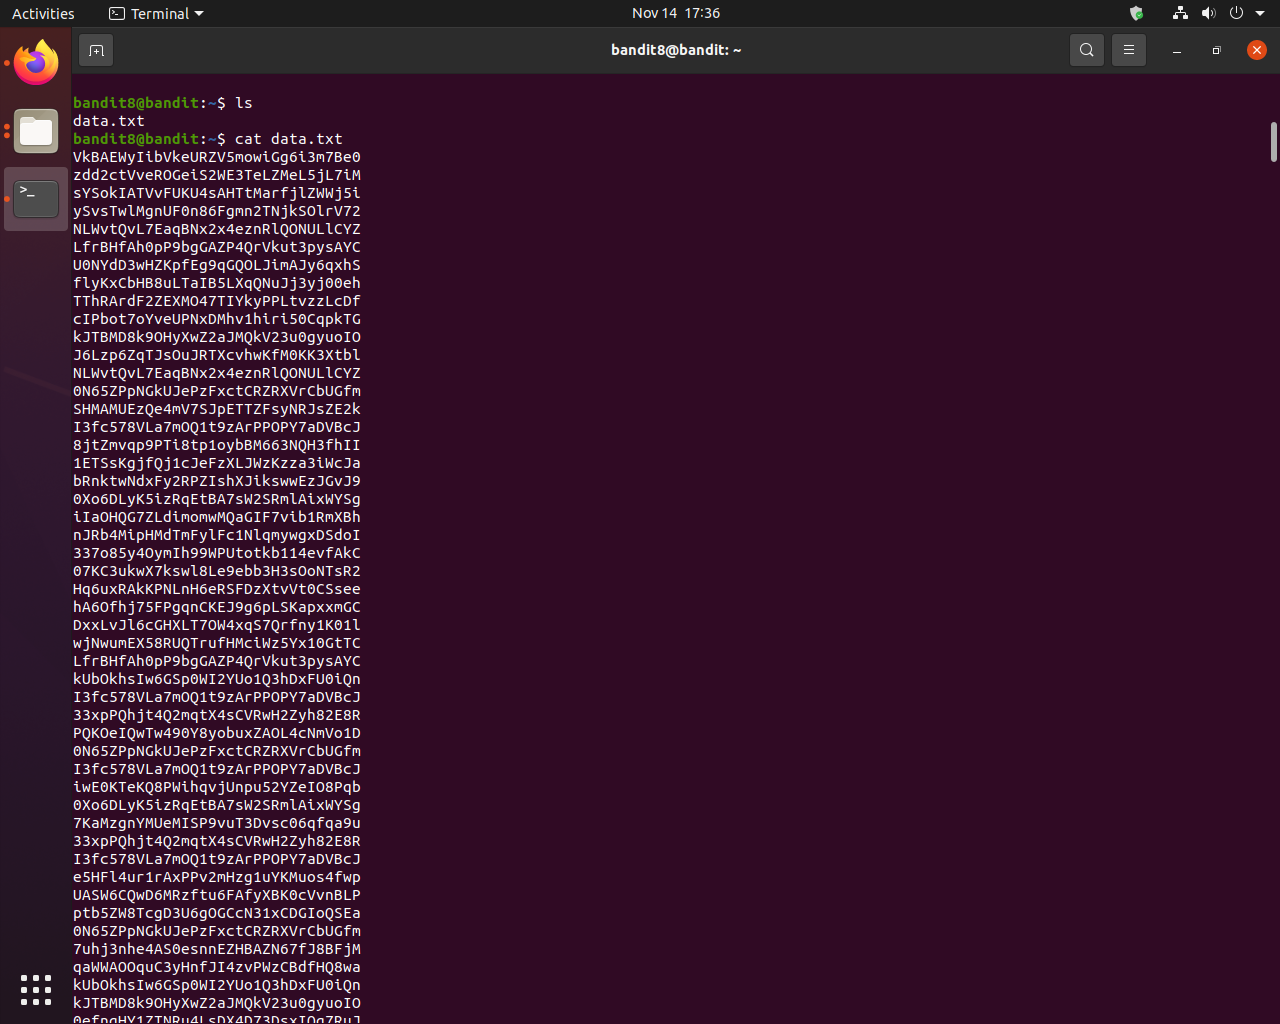 Activities
Terminal
Nov 14 17:36
bandit8@bandit: ~
bandit8@bandit:~$ ls
data.txt
bandit8@bandit:~$ cat data.txt
VkBAEWyIibVkeURZV5mowiGg6i3m7Be0
zdd2ctVveROGeiS2WE3TeLZMeL5jL7iM
sYSokIATVvFUKU4sAHTtMarfjlZWWj5i
ySvsTwlMgnUF0n86Fgmn2TNjkSOlrV72
NLWvtQvL7EaqBNx2x4eznRlQONULlCYZ
LfrBHfAh0pP9bgGAZP4QrVkut3pysAYC
U0NYdD3wHZKpfEg9qGQOLJimAJy6qxhS
flyKxCbHB8uLTaIB5LXqQNuJj3yj00eh
TThRArdF2ZEXMO47TIYkyPPLtvzzLcDf
cIPbot7oYveUPNxDMhv1hiri50CqpkTG
kJTBMD8k9OHyXwZ2aJMQkV23u0gyuoIO
J6Lzp6ZqTJsOuJRTXcvhwKfM0KK3Xtbl
NLWvtQvL7EaqBNx2x4eznRlQONULlCYZ
0N65ZPpNGkUJePzFxctCRZRXVrCbUGfm
SHMAMUEzQe4mV7SJpETTZFsyNRJsZE2k
I3fc578VLa7mOQ1t9zArPPOPY7aDVBcJ
8jtZmvqp9PTi8tp1oybBM663NQH3fhII
1ETSsKgjfQj1cJeFzXLJWzKzza3iWcJa
bRnktwNdxFy2RPZIshXJikswwEzJGvJ9
0Xo6DLyK5izRqEtBA7sW2SRmlAixWYSg
iIaOHQG7ZLdimomwMQaGIF7vib1RmXBh
nJRb4MipHMdTmFylFc1NlqmywgxDSdoI
337o85y4OymIh99WPUtotkb114evfAkC
07KC3ukwX7kswl8Le9ebb3H3sOoNTsR2
Hq6uxRAkKPNLnH6eRSFDzXtvVt0CSsee
hA6Ofhj75FPgqnCKEJ9g6pLSKapxxmGC
DxxLvJl6cGHXLT7OW4xqS7Qrfny1K01l
wjNwumEX58RUQTrufHMciWz5Yx10GtTC
LfrBHfAh0pP9bgGAZP4QrVkut3pysAYC
kUbOkhsIw6GSp0WI2YUo1Q3hDxFU0iQn
I3fc578VLa7mOQ1t9zArPPOPY7aDVBcJ
33xpPQhjt4Q2mqtX4sCVRwH2Zyh82E8R
PQKOeIQwTw490Y8yobuxZAOL4cNmVo1D
0N65ZPpNGkUJePzFxctCRZRXVrCbUGfm
I3fc578VLa7mOQ1t9zArPPOPY7aDVBcJ
iwE0KTeKQ8PWihqvjUnpu52YZeIO8Pqb
0Xo6DLyK5izRqEtBA7sW2SRmlAixWYSg
7KaMzgnYMUeMISP9vuT3Dvsc06qfqa9u
33xpPQhjt4Q2mqtX4sCVRwH2Zyh82E8R
I3fc578VLa7mOQ1t9zArPPOPY7aDVBcJ
e5HFl4ur1rAxPPv2mHzg1uYKMuos4fwp
UASW6CQwD6MRzftu6FAfyXBK0cVvnBLP
ptb5ZW8TcgD3U6gOGCcN31xCDGIoQSEa
0N65ZPpNGkUJePzFxctCRZRXVrCbUGfm
7uhj3nhe4AS0esnnEZHBAZN67fJ8BFjM
qaWWAOOquC3yHnfJI4zvPWzCBdfHQ8wa
kUbOkhsIw6GSp0WI2YUo1Q3hDxFU0iQn
kJTBMD8k9OHyXwZ2aJMQkV23u0gyuoIO